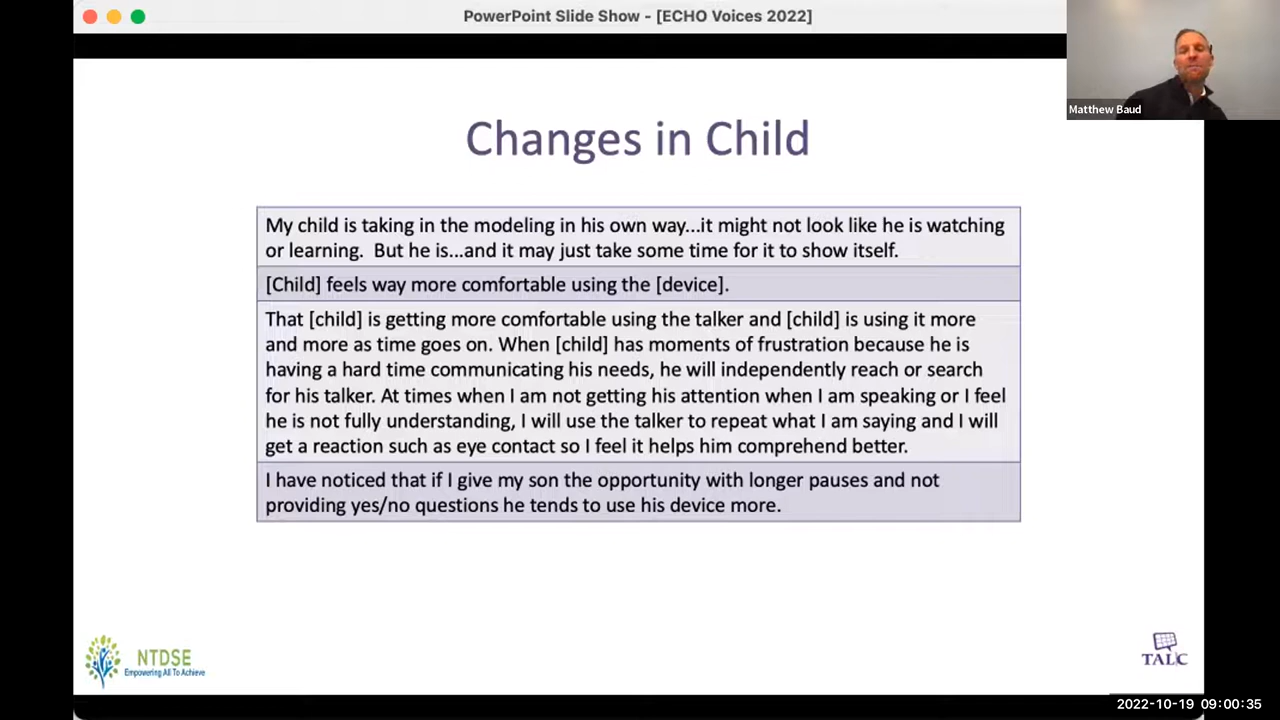 PowerPoint Slide Show - [ECHO Voices 2022]
Matthew Baud
Changes in Child
My child is taking in the modeling in his own way...it might not look like he is watching
or learning.  But he is...and it may just take some time for it to show itself.
[Child] feels way more comfortable using the [device].
That [child] is getting more comfortable using the talker and [child] is using it more
and more as time goes on. When [child] has moments of frustration because he is
having a hard time communicating his needs, he will independently reach or search
for his talker. At times when I am not getting his attention when I am speaking or I feel
he is not fully understanding, I will use the talker to repeat what I am saying and I will
get a reaction such as eye contact so I feel it helps him comprehend better.
I have noticed that if I give my son the opportunity with longer pauses and not
providing yes/no questions he tends to use his device more.
NTDSE
Empowering All To Achieve
TALC
2022-10-19 09:00:35